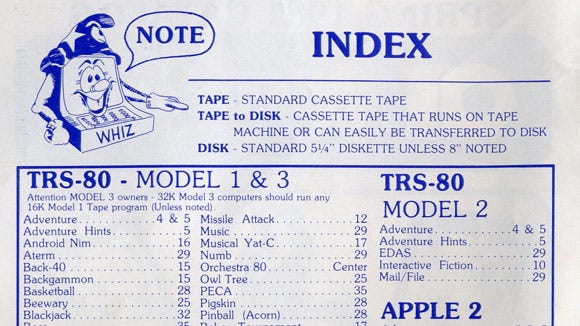 NOTE
INDEX
WHIZ
TAPE - STANDARD CASSETTE TAPE
TAPE to DISK - CASSETTE TAPE THAT RUNS ON TAPE
MACHINE OR CAN EASILY BE TRANSFERRED TO DISK
DISK - STANDARD 5¼" DISKETTE UNLESS 8" NOTED
TRS-80 - MODEL 1 & 3
Attention MODEL 3 owners - 32K Model 3 computers should run any
16K Model 1 Tape program (Unless noted).
Adventure 4 & 5
Adventure Hints 5
Android Nim 16
Aterm 29
Back-40 15
Backgammon 15
Basketball 28
Beewary 25
Blackjack 32
Missile Attack 12
Music 29
Musical Yat-C 17
Numb 29
Orchestra 80 Center
Owl Tree 25
PECA 35
Pigskin 28
Pinball (Acorn) 28
TRS-80
MODEL 2
Adventure 4 & 5
Adventure Hints 5
EDAS 29
Interactive Fiction 10
Mail/File 29
APPLE 2